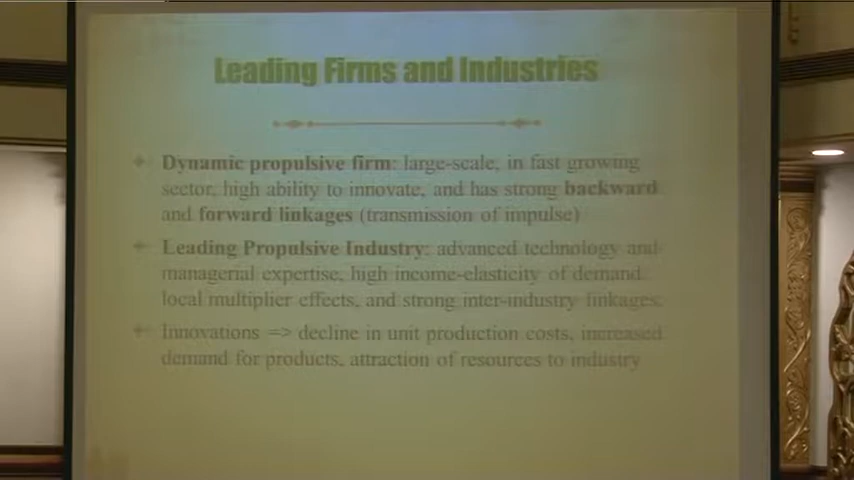 Leading Firms and Industries
Dynamic propulsive firm: large-scale, in fast growing
sector, high ability to innovate, and has strong backward
and forward linkages (transmission of impulse)
Leading Propulsive Industry: advanced technology and
managerial expertise, high income-elasticity of demand,
local multiplier effects, and strong inter-industry linkages.
Innovations => decline in unit production costs, increased
demand for products, attraction of resources to industry